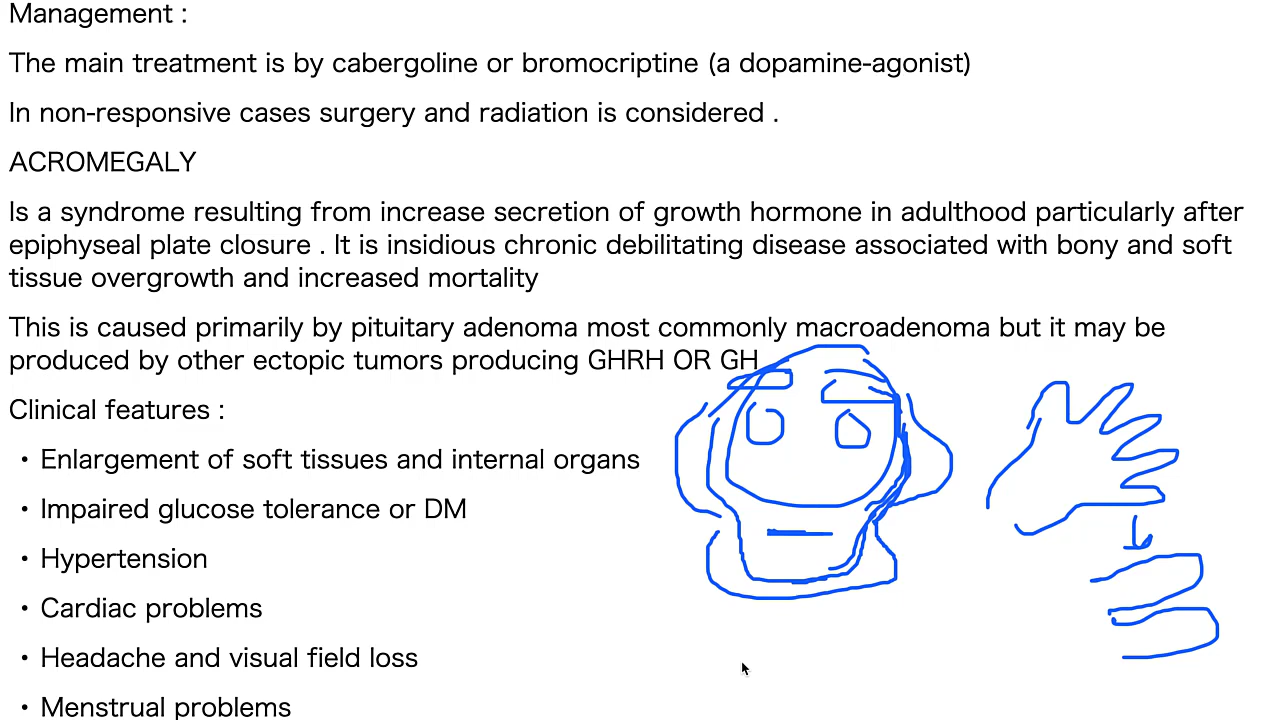 Management :
The main treatment is by cabergoline or bromocriptine (a dopamine-agonist)
In non-responsive cases surgery and radiation is considered .
ACROMEGALY
Is a syndrome resulting from increase secretion of growth hormone in adulthood particularly after
epiphyseal plate closure . It is insidious chronic debilitating disease associated with bony and soft
tissue overgrowth and increased mortality
This is caused primarily by pituitary adenoma most commonly macroadenoma but it may be
produced by other ectopic tumors producing GHRH OR GH
Clinical features :
• Enlargement of soft tissues and internal organs
• Impaired glucose tolerance or DM
• Hypertension
• Cardiac problems
• Headache and visual field loss
• Menstrual problems